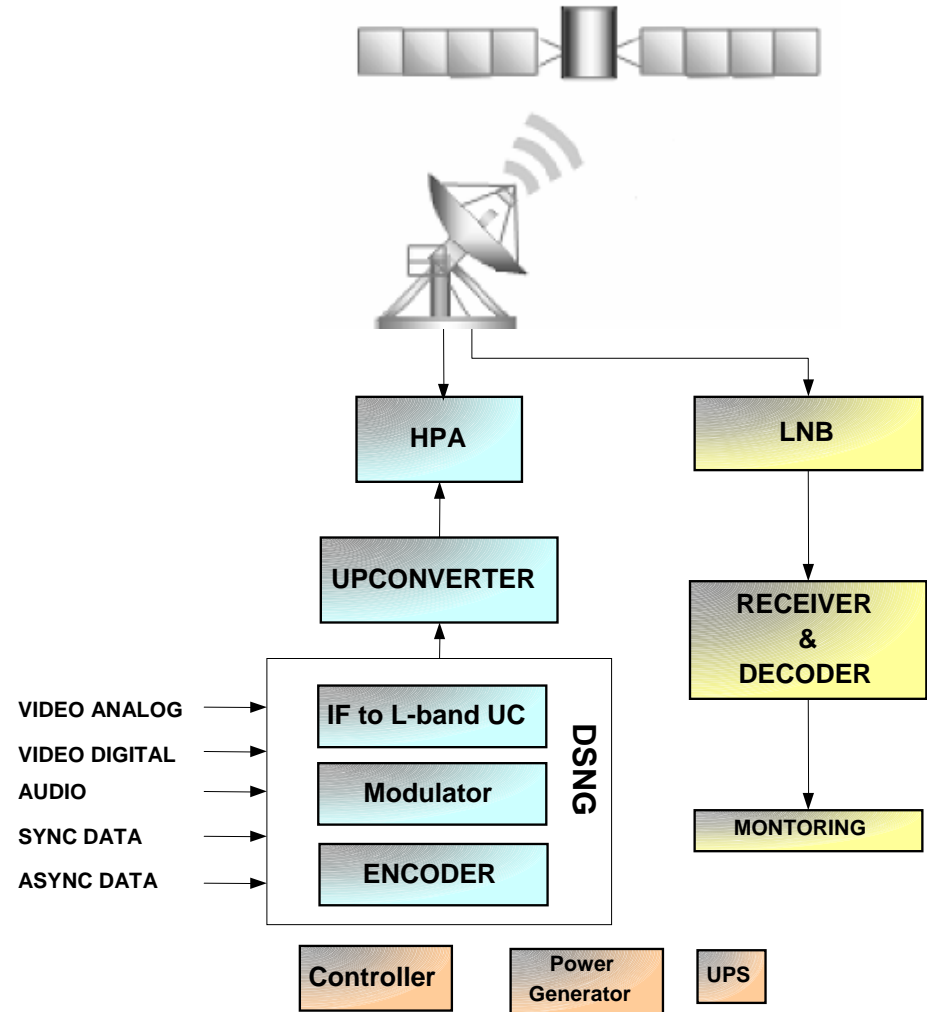 HPA
LNB
UPCONVERTER
RECEIVER
&
DECODER
VIDEO ANALOG
VIDEO DIGITAL
AUDIO
SYNC DATA
ASYNC DATA
IF to L-band UC
Modulator
ENCODER
DSNG
MONTORING
Controller
Power
Generator
UPS